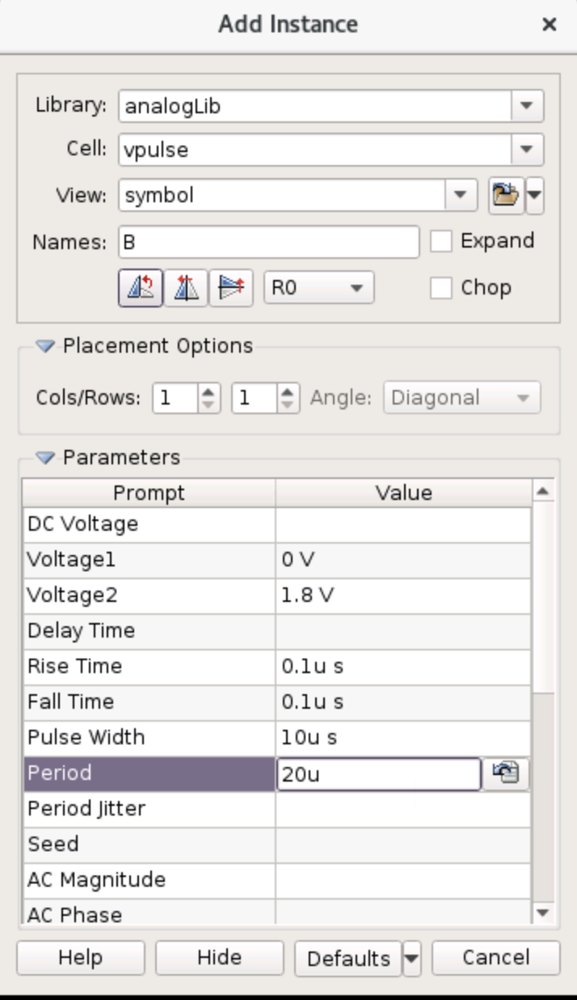 Add Instance ×
Library: analogLib
Cell: vpulse
View: symbol
Names: B Expand
R0 Chop
Placement Options
Cols/Rows: 1 1 Angle: Diagonal
Parameters
Prompt Value
DC Voltage
Voltage1 0 V
Voltage2 1.8 V
Delay Time
Rise Time 0.1u s
Fall Time 0.1u s
Pulse Width 10u s
Period 20u
Period Jitter
Seed
AC Magnitude
AC Phase
Help Hide Defaults Cancel